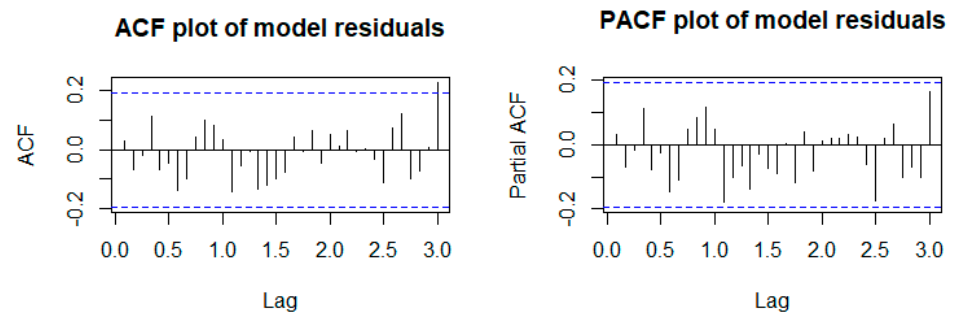 ACF plot of model residuals
ACF
0.2
0.0
-0.2
0.0 0.5 1.0 1.5 2.0 2.5 3.0
Lag
PACF plot of model residuals
Partial ACF
0.2
0.0
-0.2
0.0 0.5 1.0 1.5 2.0 2.5 3.0
Lag